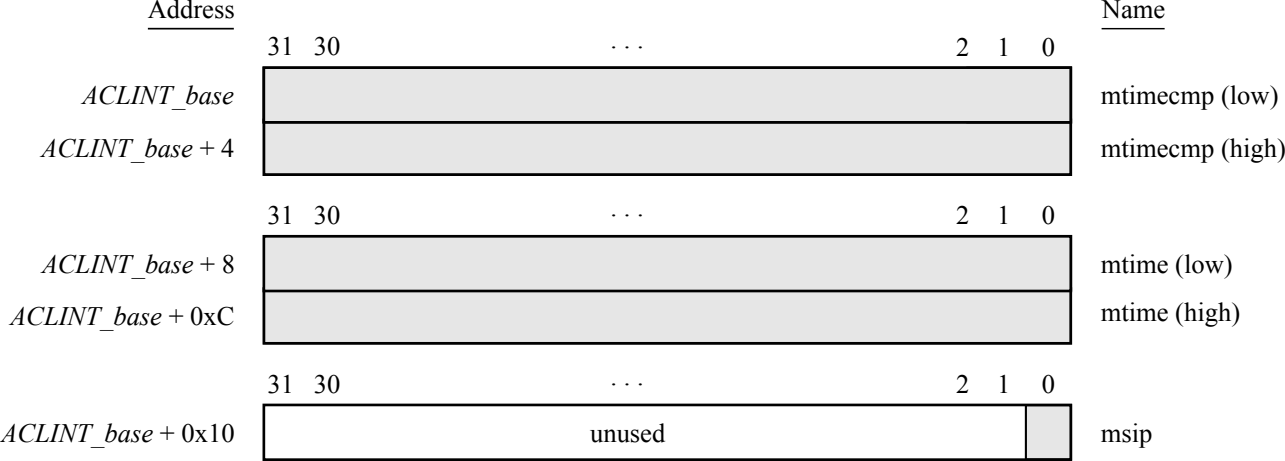 Address Name
31 30 · · · 2 1 0
ACLINT_base mtimecmp (low)
ACLINT_base + 4 mtimecmp (high)
31 30 · · · 2 1 0
ACLINT_base + 8 mtime (low)
ACLINT_base + 0xC mtime (high)
31 30 · · · 2 1 0
ACLINT_base + 0x10 unused msip